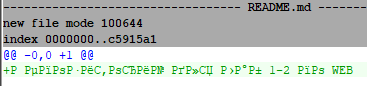 ------------------------------ README.md ------------------------------
new file mode 100644
index 0000000..c5915a1
@@ -0,0 +1 @@
+Р РµРїРѕР·РёС‚РѕСЂРёР№ РґР»СЏ Р›Р°Р± 1-2 РїРѕ WEB